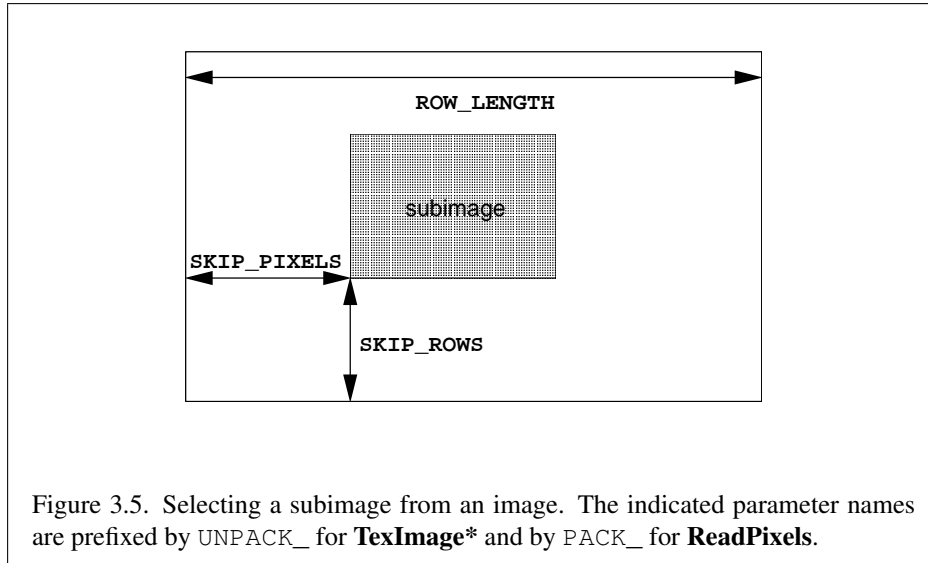 ROW_LENGTH
subimage
SKIP_PIXELS
SKIP_ROWS
Figure 3.5. Selecting a subimage from an image. The indicated parameter names
are prefixed by UNPACK_ for TexImage* and by PACK_ for ReadPixels.